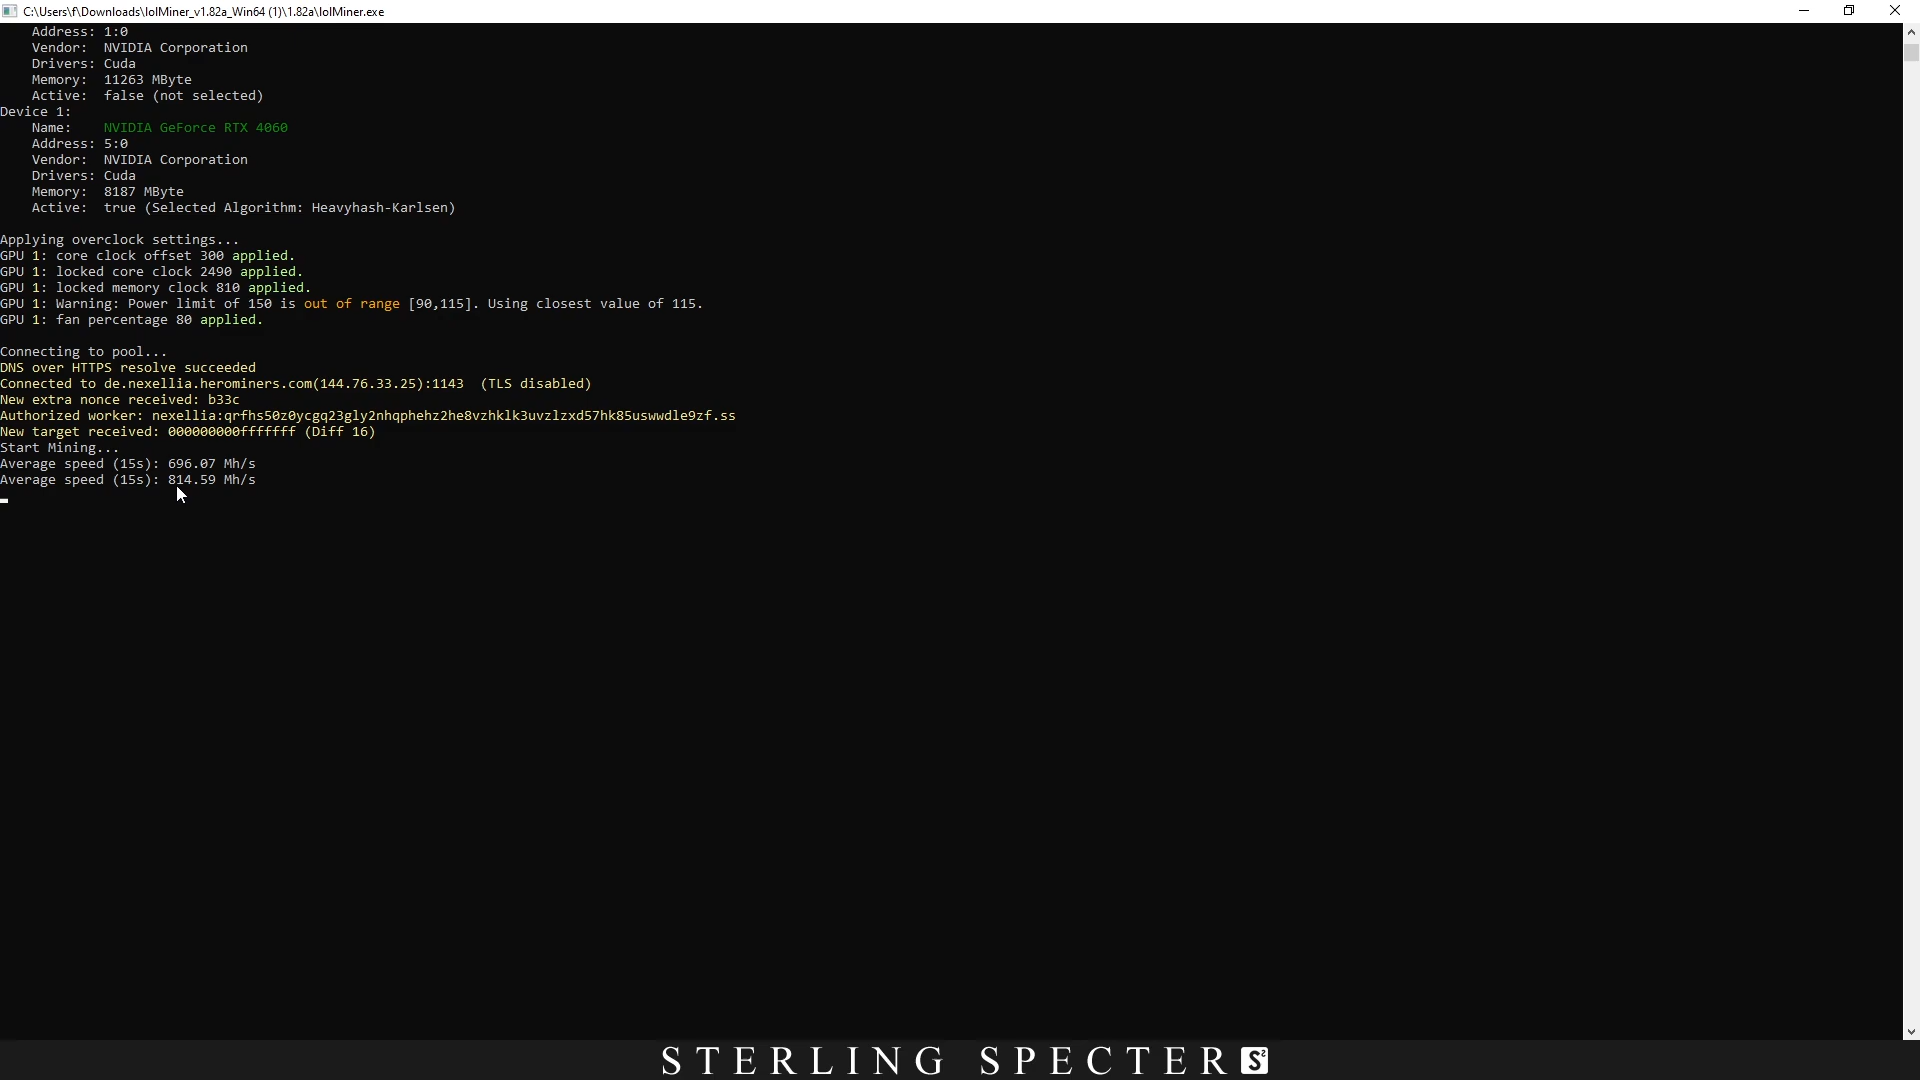 C:\Users\f\Downloads\lolMiner_v1.82a_Win64 (1)\1.82a\lolMiner.exe
Address: 1:0
Vendor: NVIDIA Corporation
Drivers: Cuda
Memory: 11263 MByte
Active: false (not selected)
Device 1:
Name: NVIDIA GeForce RTX 4060
Address: 5:0
Vendor: NVIDIA Corporation
Drivers: Cuda
Memory: 8187 MByte
Active: true (Selected Algorithm: Heavyhash-Karlsen)
Applying overclock settings...
GPU 1: core clock offset 300 applied.
GPU 1: locked core clock 2490 applied.
GPU 1: locked memory clock 810 applied.
GPU 1: Warning: Power limit of 150 is out of range [90,115]. Using closest value of 115.
GPU 1: fan percentage 80 applied.
Connecting to pool...
DNS over HTTPS resolve succeeded
Connected to de.nexellia.herominers.com(144.76.33.25):1143 (TLS disabled)
New extra nonce received: b33c
Authorized worker: nexellia:qrfhs50z0ycgq23gly2nhqphehz2he8vzhklk3uvzlzxd57hk85uswwdle9zf.ss
New target received: 000000000fffffff (Diff 16)
Start Mining...
Average speed (15s): 696.07 Mh/s
Average speed (15s): 814.59 Mh/s
STERLING SPECTER S²